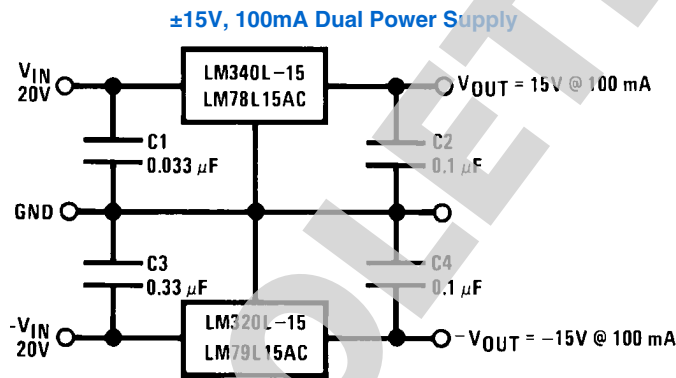 ±15V, 100mA Dual Power Supply
VIN
20V
LM340L-15
LM78L15AC
VOUT = 15V @ 100 mA
C1
0.033 µF
C2
0.1 µF
GND
C3
0.33 µF
C4
0.1 µF
-VIN
20V
LM320L-15
LM79L15AC
-VOUT = -15V @ 100 mA
OLET